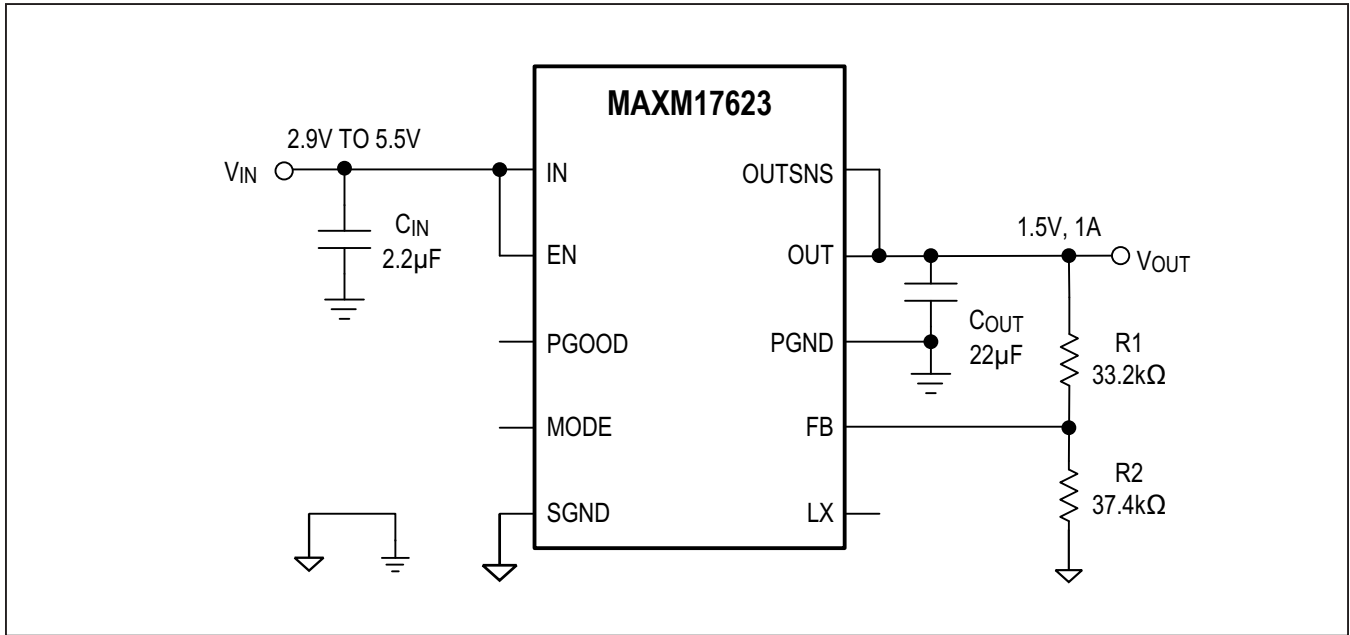 MAXM17623
2.9V TO 5.5V
VIN
CIN
2.2µF
IN
EN
PGOOD
MODE
SGND
OUTSNS
OUT
PGND
FB
LX
1.5V, 1A
VOUT
COUT
22µF
R1
33.2kΩ
R2
37.4kΩ